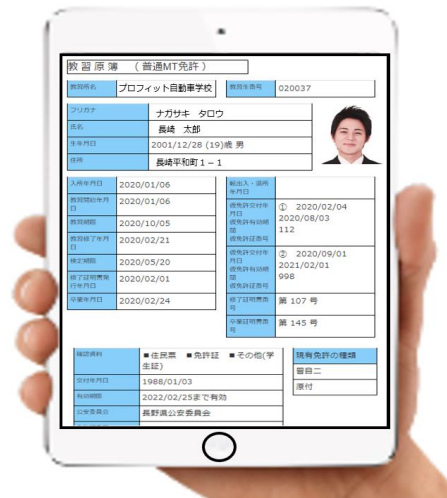 教習原簿 （普通MT免許）
教習所名 プロフィット自動車学校 教習生番号 020037
フリガナ ナガサキ タロウ
氏名 長崎 太郎
生年月日 2001/12/28 (19)歳 男
住所 長崎平和町1-1
入所年月日 2020/01/06 転出入・退所年月日
教習開始年月日 2020/01/06
教習期限 2020/10/05
教習修了年月日 2020/02/21
検定期限 2020/05/20
修了証明書発行年月日 2020/02/01
卒業年月日 2020/02/24
仮免許交付年月日 ① 2020/02/04
仮免許有効期間 2020/08/03
仮免許証番号 112
仮免許交付年月日 ② 2020/09/01
仮免許有効期間 2021/02/01
仮免許証番号 998
修了証明書番号 第 107 号
卒業証明書番号 第 145 号
確認資料 ■住民票 ■免許証 ■その他(学生証)
交付年月日 1988/01/03
有効期限 2022/02/25まで有効
公安委員会 長野県公安委員会
現有免許の種類
普自二
原付